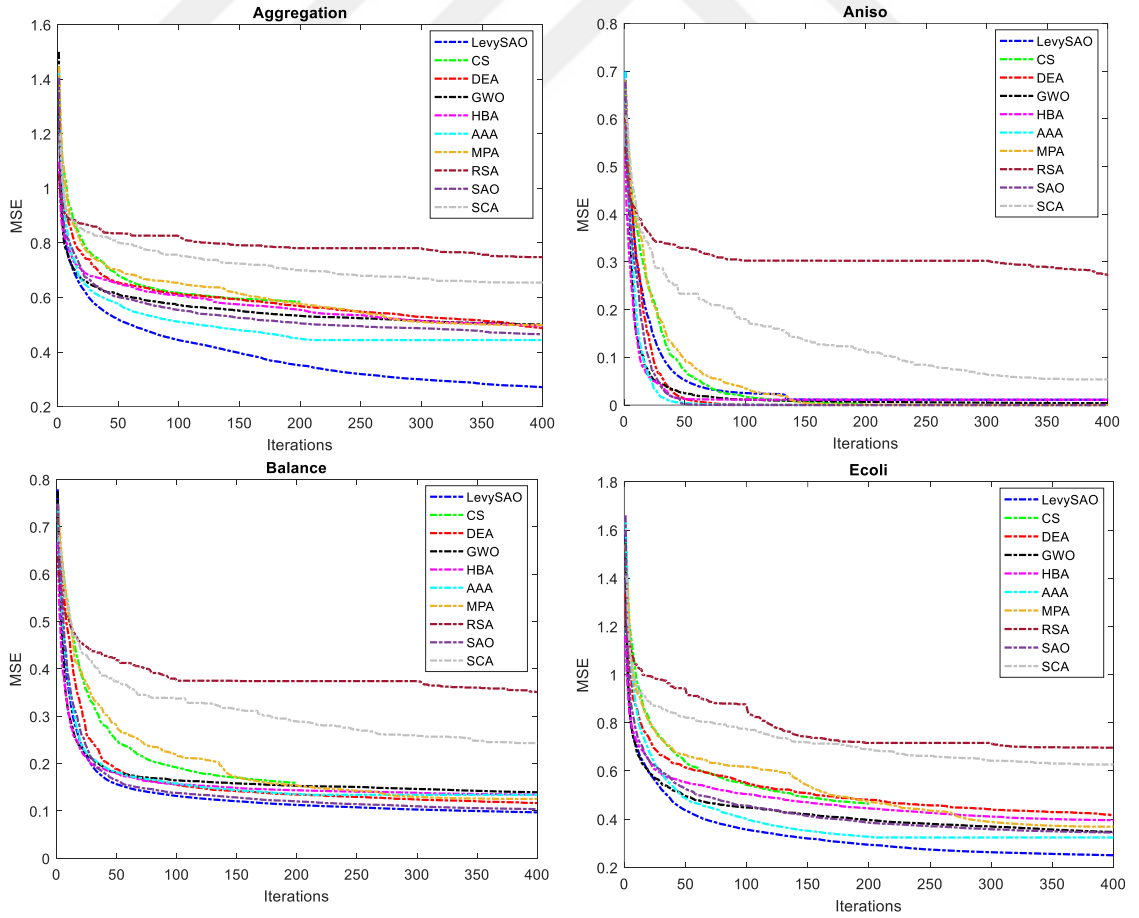 Aggregation
1.6
1.4
1.2
1
0.8
0.6
0.4
0.2
MSE
0 50 100 150 200 250 300 350 400
Iterations
LevySAO
CS
DEA
GWO
HBA
AAA
MPA
RSA
SAO
SCA
Aniso
0.8
0.7
0.6
0.5
0.4
0.3
0.2
0.1
0
MSE
0 50 100 150 200 250 300 350 400
Iterations
LevySAO
CS
DEA
GWO
HBA
AAA
MPA
RSA
SAO
SCA
Balance
0.8
0.7
0.6
0.5
0.4
0.3
0.2
0.1
0
MSE
0 50 100 150 200 250 300 350 400
Iterations
LevySAO
CS
DEA
GWO
HBA
AAA
MPA
RSA
SAO
SCA
Ecoli
1.8
1.6
1.4
1.2
1
0.8
0.6
0.4
0.2
MSE
0 50 100 150 200 250 300 350 400
Iterations
LevySAO
CS
DEA
GWO
HBA
AAA
MPA
RSA
SAO
SCA